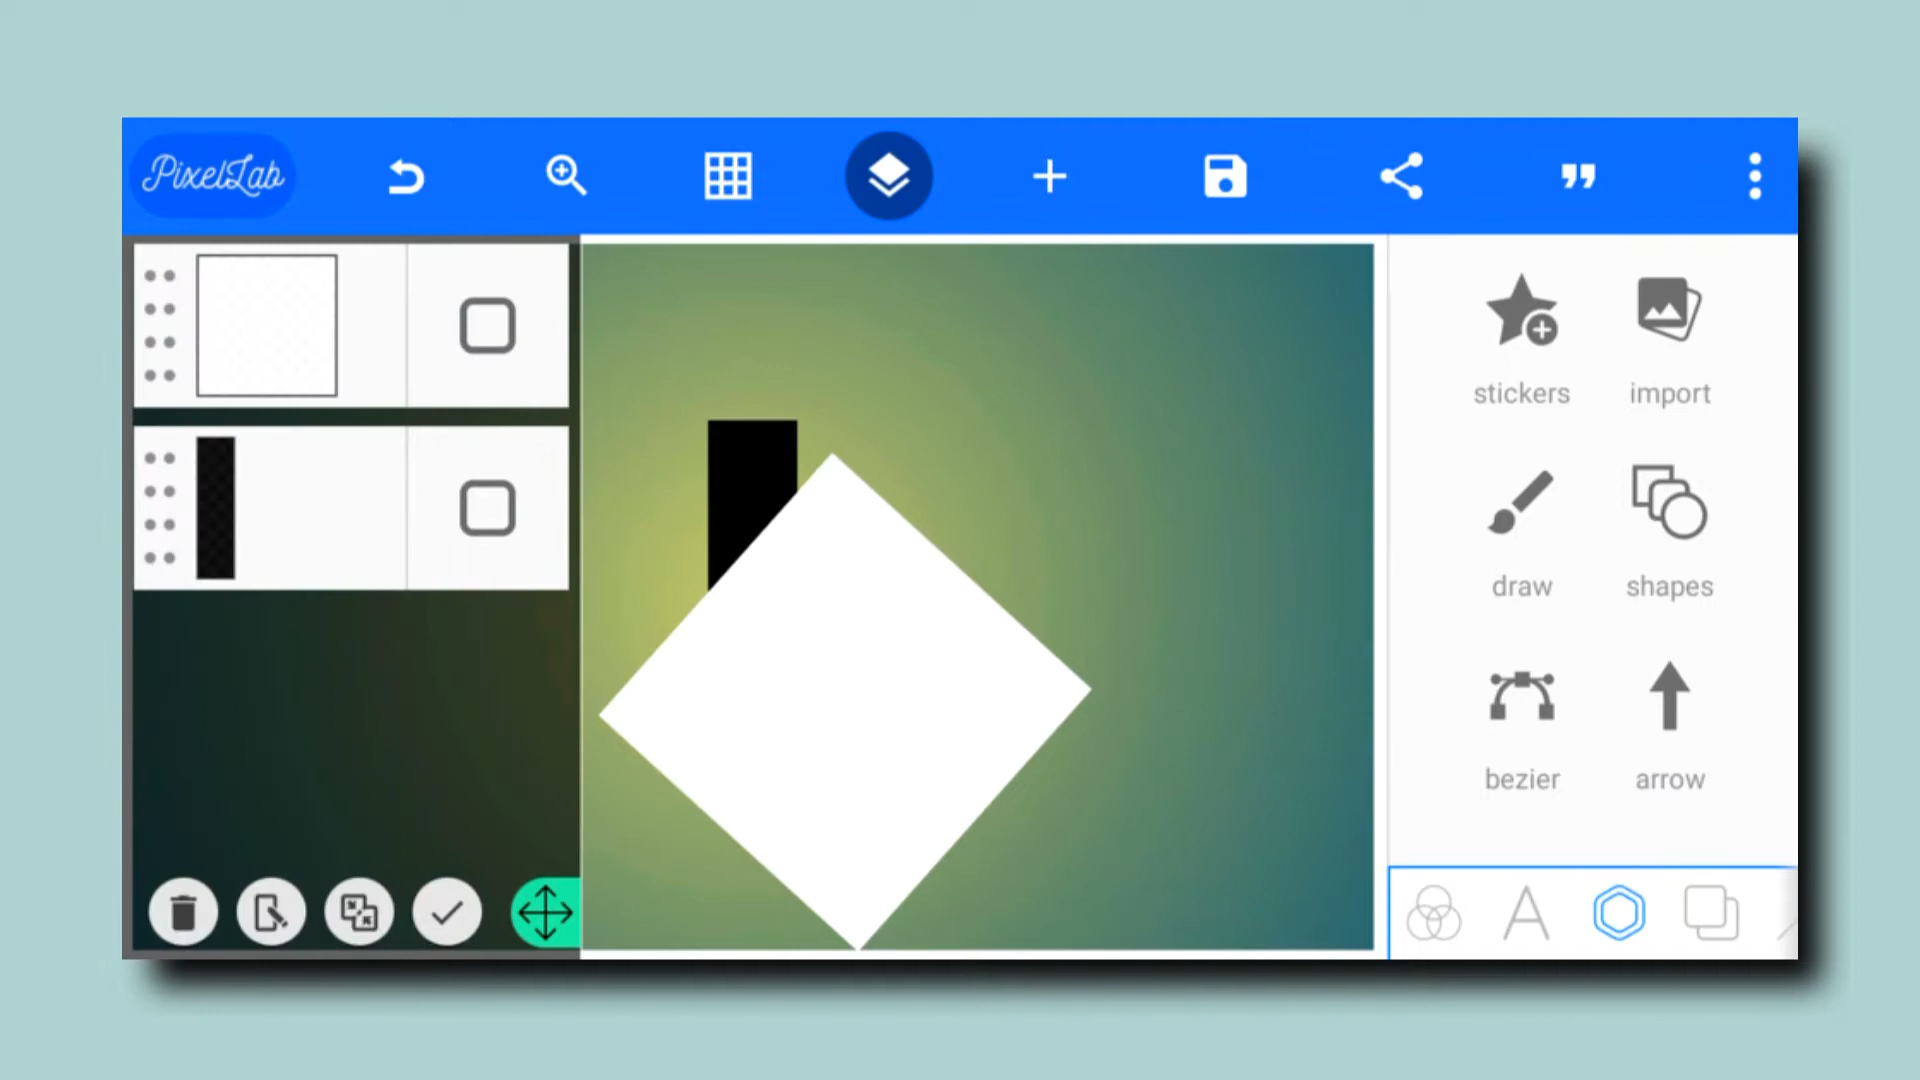 PixelLab
stickers
import
draw
shapes
bezier
arrow